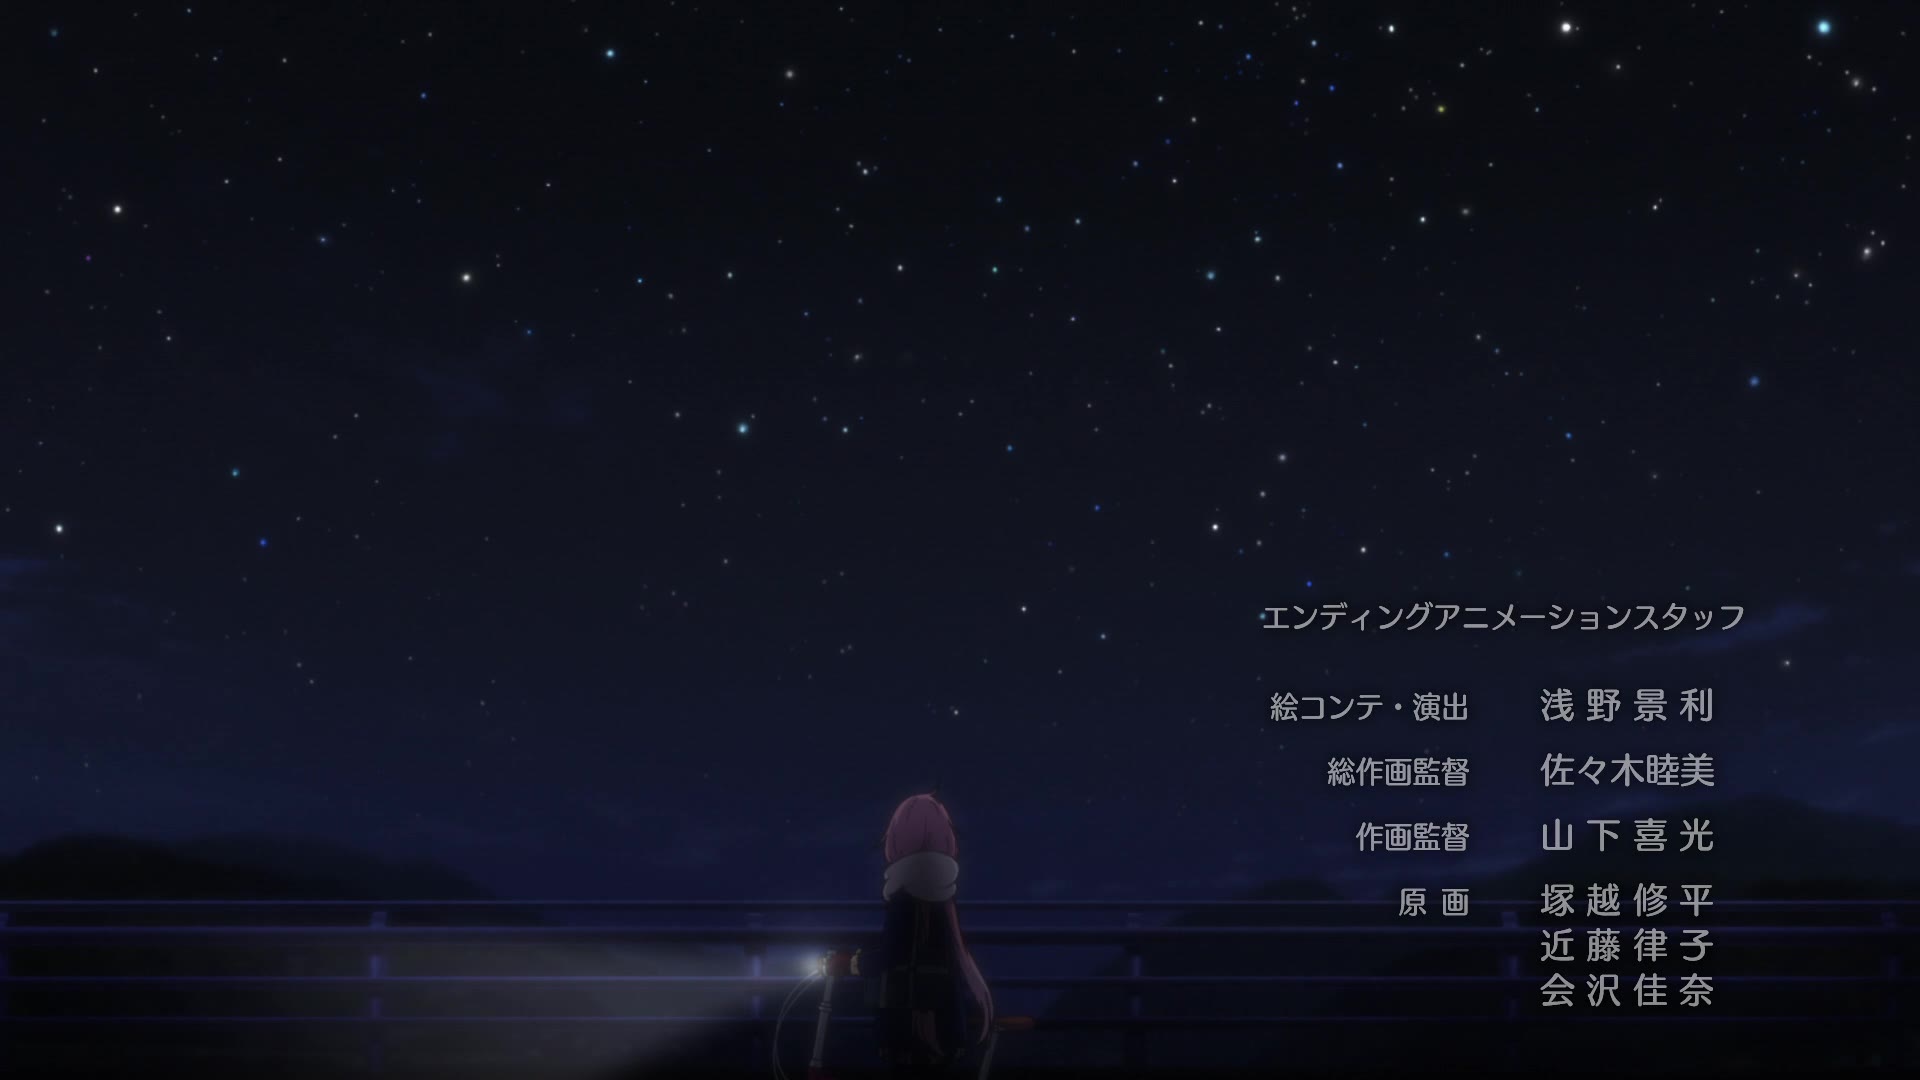 エンディングアニメーションスタッフ
絵コンテ・演出 浅野景利
総作画監督 佐々木睦美
作画監督 山下喜光
原画 塚越修平
近藤律子
会沢佳奈